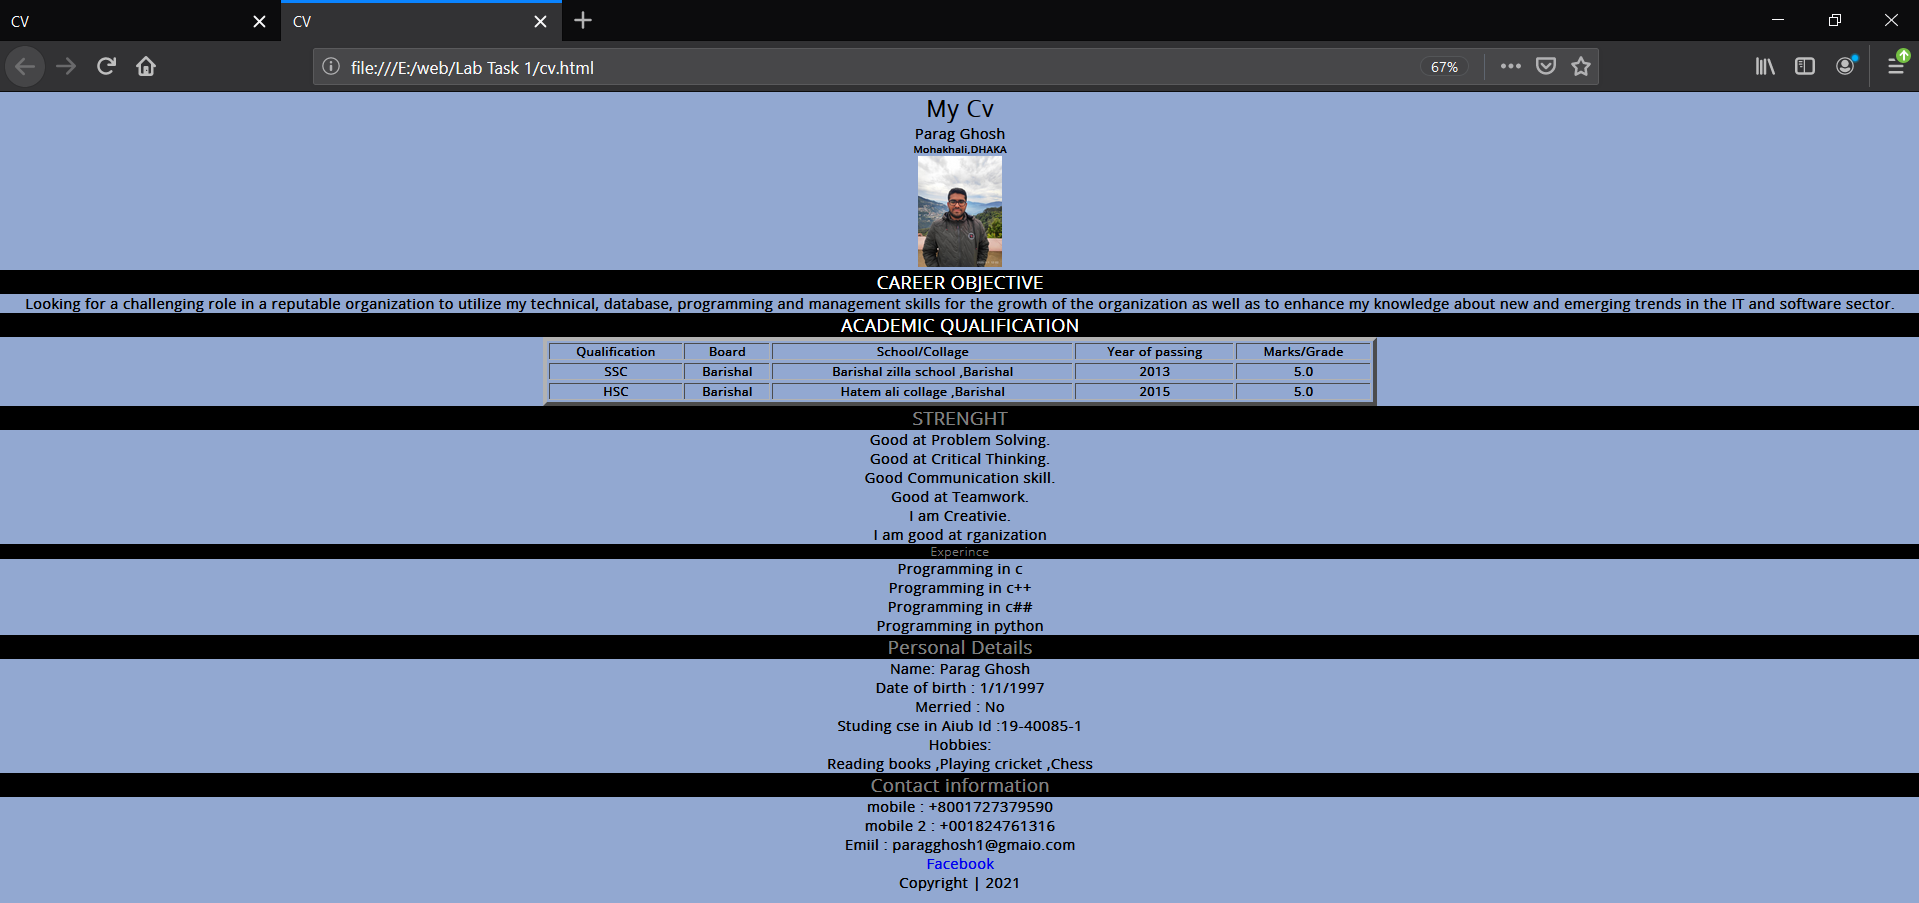 CV
CV
file:///E:/web/Lab Task 1/cv.html 67%
My Cv
Parag Ghosh
Mohakhali,DHAKA
CAREER OBJECTIVE
Looking for a challenging role in a reputable organization to utilize my technical, database, programming and management skills for the growth of the organization as well as to enhance my knowledge about new and emerging trends in the IT and software sector.
ACADEMIC QUALIFICATION
Qualification Board School/Collage Year of passing Marks/Grade
SSC Barishal Barishal zilla school ,Barishal 2013 5.0
HSC Barishal Hatem ali collage ,Barishal 2015 5.0
STRENGHT
Good at Problem Solving.
Good at Critical Thinking.
Good Communication skill.
Good at Teamwork.
I am Creativie.
I am good at rganization
Experince
Programming in c
Programming in c++
Programming in c##
Programming in python
Personal Details
Name: Parag Ghosh
Date of birth : 1/1/1997
Merried : No
Studing cse in Aiub Id :19-40085-1
Hobbies:
Reading books ,Playing cricket ,Chess
Contact information
mobile : +8001727379590
mobile 2 : +001824761316
Emiil : paragghosh1@gmaio.com
Facebook
Copyright | 2021